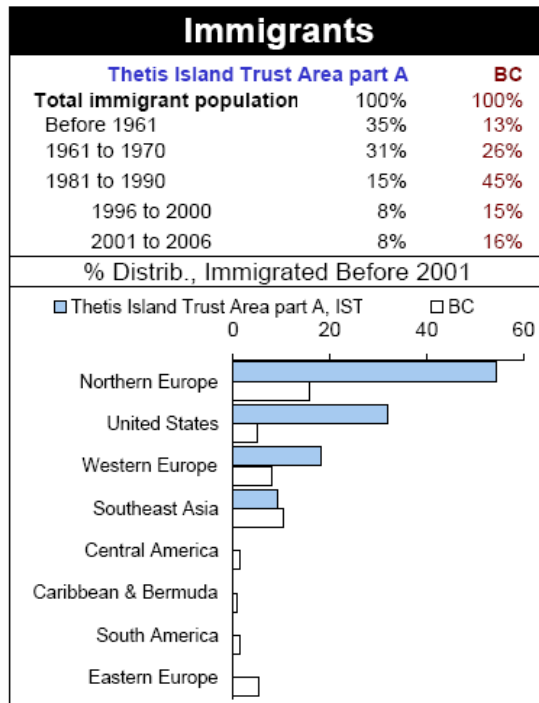 Immigrants
Thetis Island Trust Area part A BC
Total immigrant population 100% 100%
Before 1961 35% 13%
1961 to 1970 31% 26%
1981 to 1990 15% 45%
1996 to 2000 8% 15%
2001 to 2006 8% 16%
% Distrib., Immigrated Before 2001
Thetis Island Trust Area part A, IST BC
0 20 40 60
Northern Europe
United States
Western Europe
Southeast Asia
Central America
Caribbean & Bermuda
South America
Eastern Europe